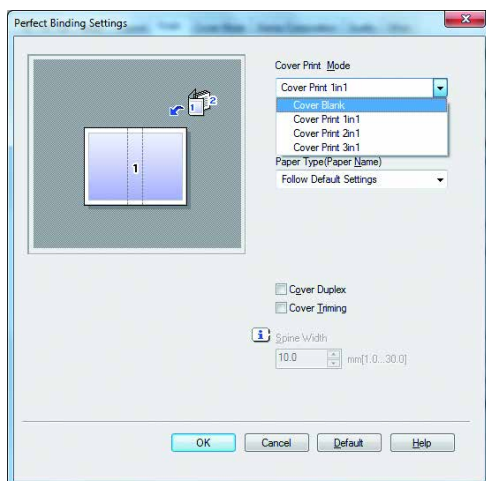 Perfect Binding Settings
1
2
1
Cover Print Mode
Cover Print 1in1
Cover Blank
Cover Print 1in1
Cover Print 2in1
Cover Print 3in1
Paper Type(Paper Name)
Follow Default Settings
Cover Duplex
Cover Triming
Spine Width
10.0 mm[1.0...30.0]
OK Cancel Default Help